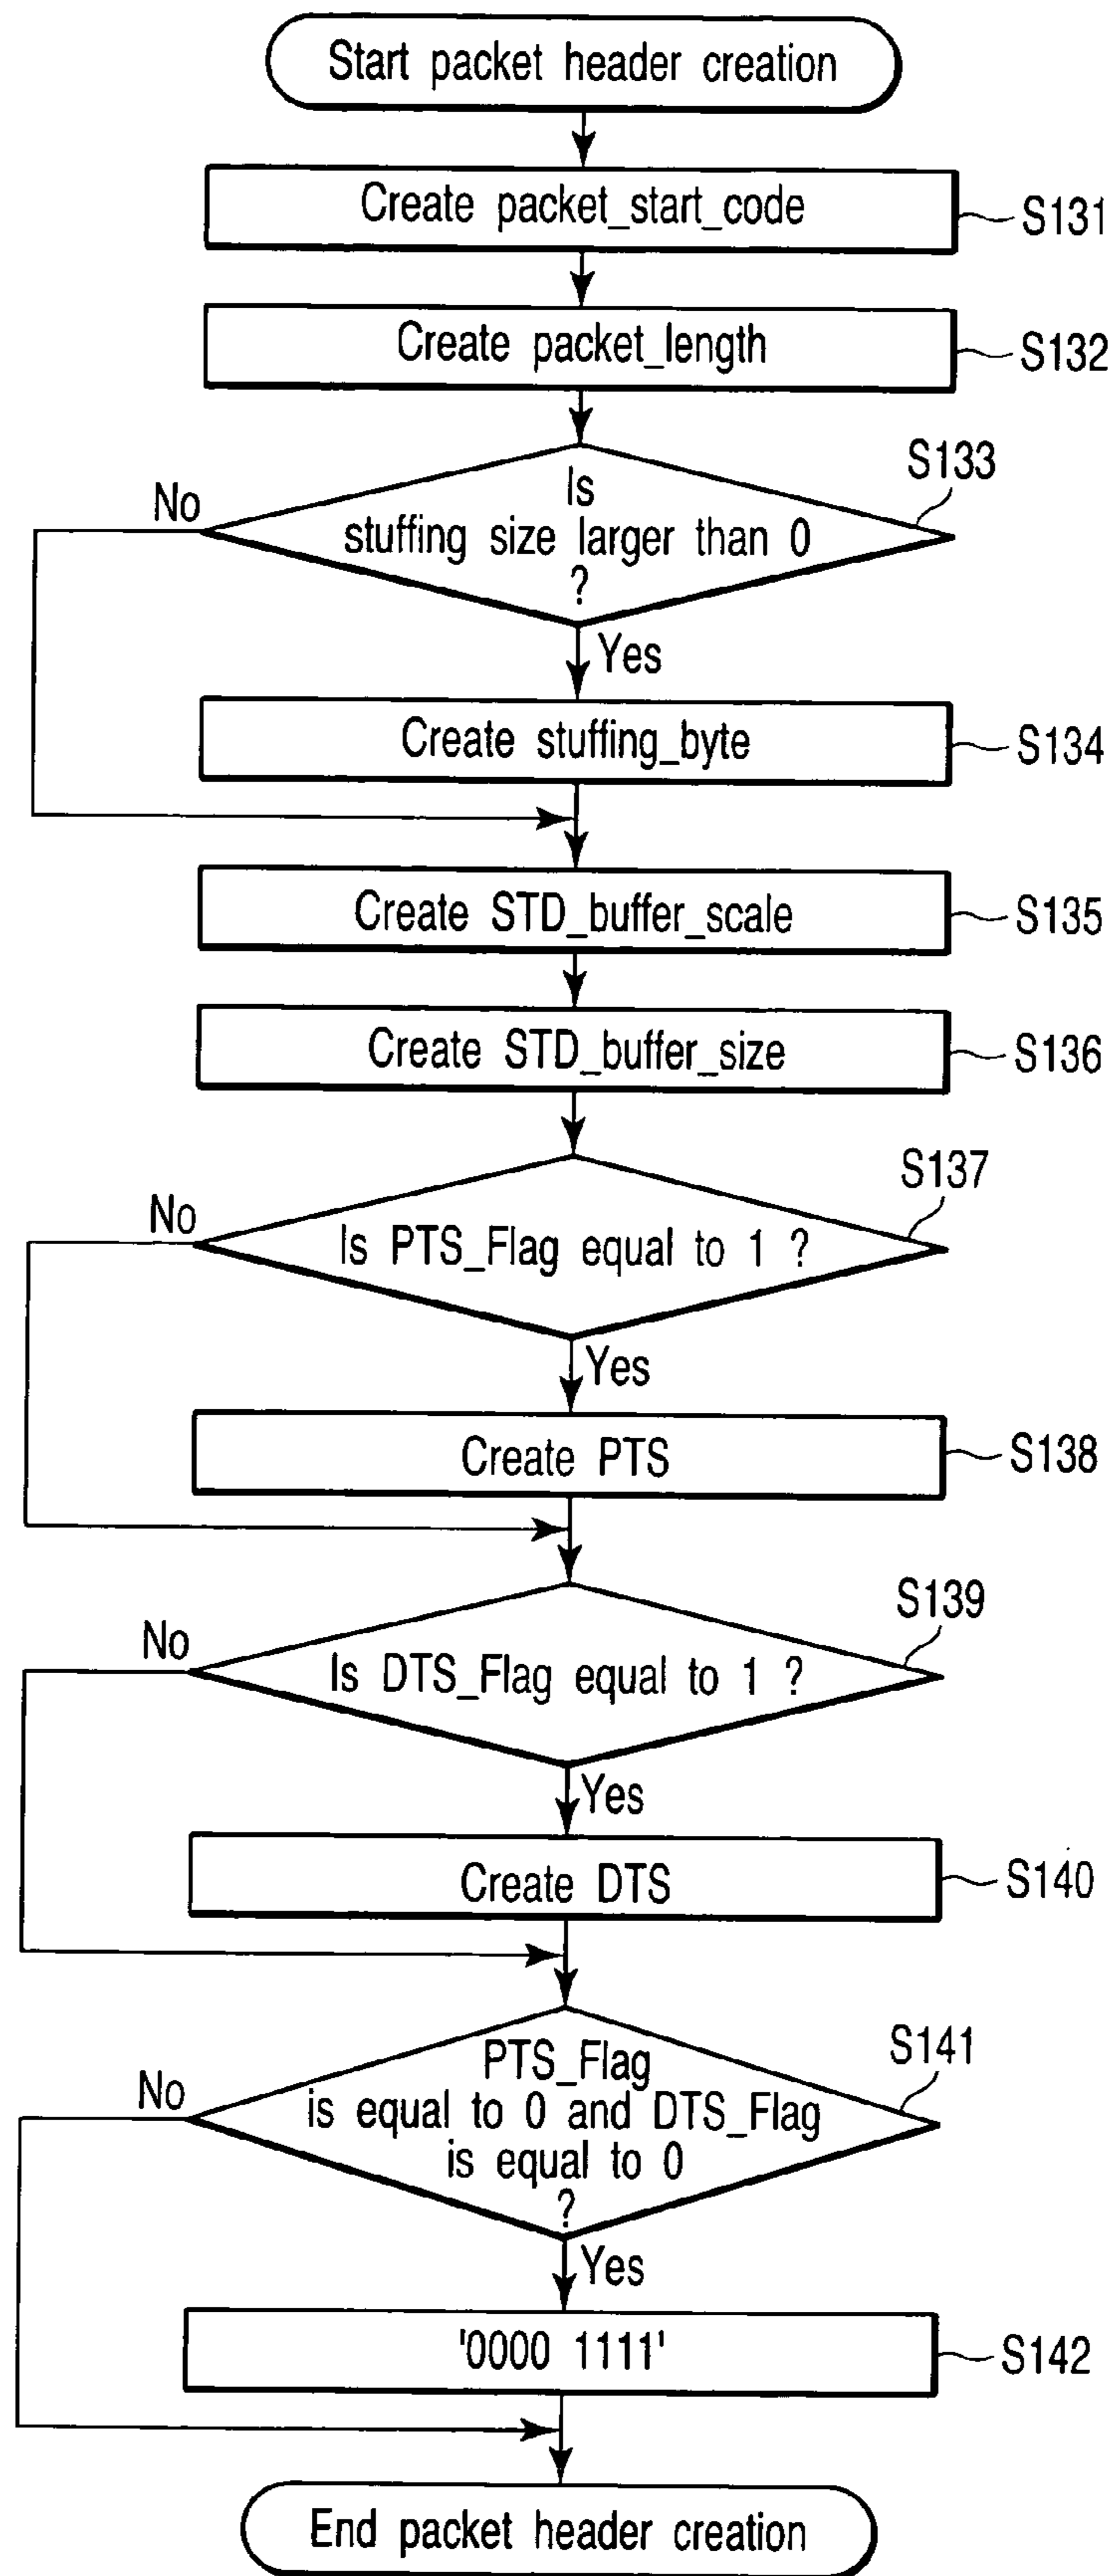 Start packet header creation
Create packet_start_code
S131
Create packet_length
S132
S133
No
Is
stuffing size larger than 0
?
Yes
Create stuffing_byte
S134
Create STD_buffer_scale
S135
Create STD_buffer_size
S136
S137
No
Is PTS_Flag equal to 1 ?
Yes
Create PTS
S138
S139
No
Is DTS_Flag equal to 1 ?
Yes
Create DTS
S140
S141
No
PTS_Flag
is equal to 0 and DTS_Flag
is equal to 0
?
Yes
'0000 1111'
S142
End packet header creation